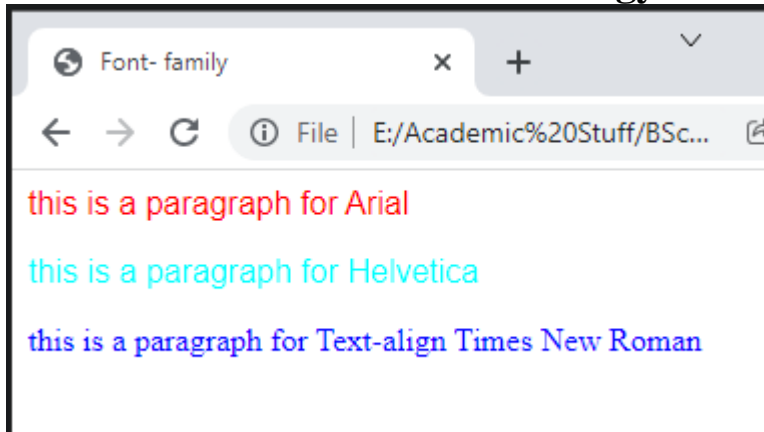 Font- family
File | E:/Academic%20Stuff/BSc...
this is a paragraph for Arial
this is a paragraph for Helvetica
this is a paragraph for Text-align Times New Roman